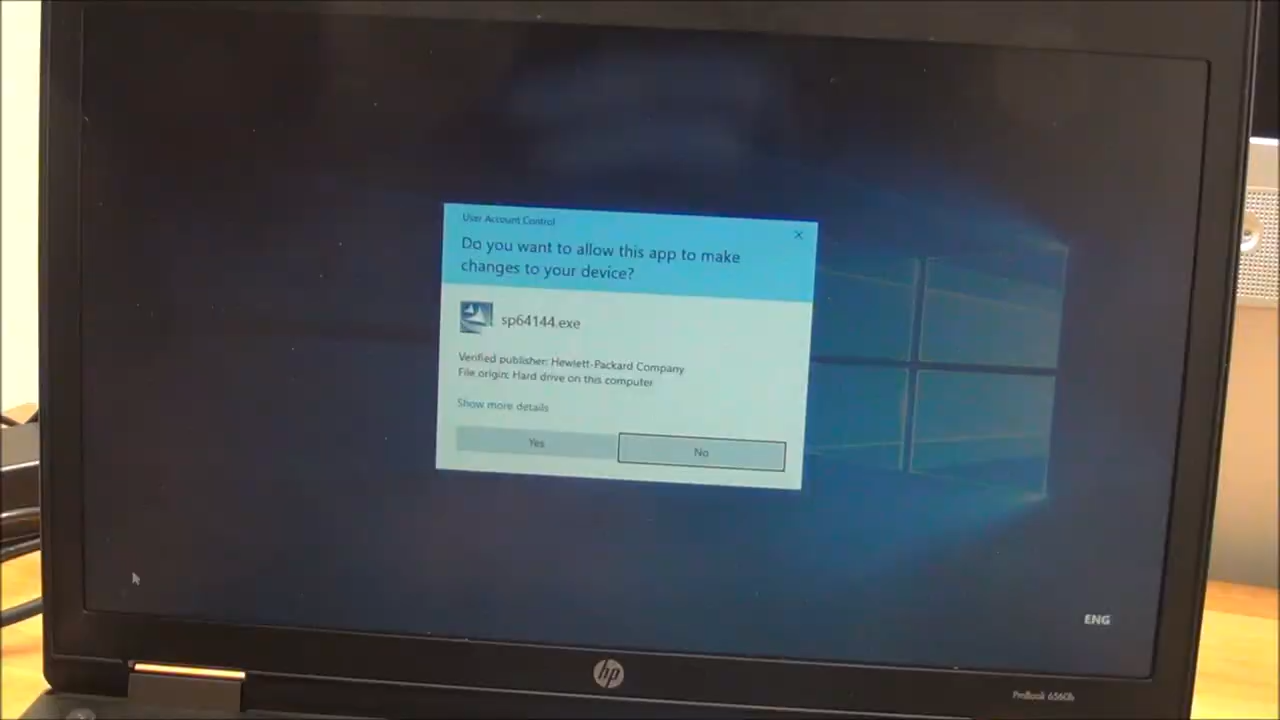 User Account Control
Do you want to allow this app to make
changes to your device?
sp64144.exe
Verified publisher: Hewlett-Packard Company
File origin: Hard drive on this computer
Show more details
Yes
No
ENG
hp
ProBook 6560b